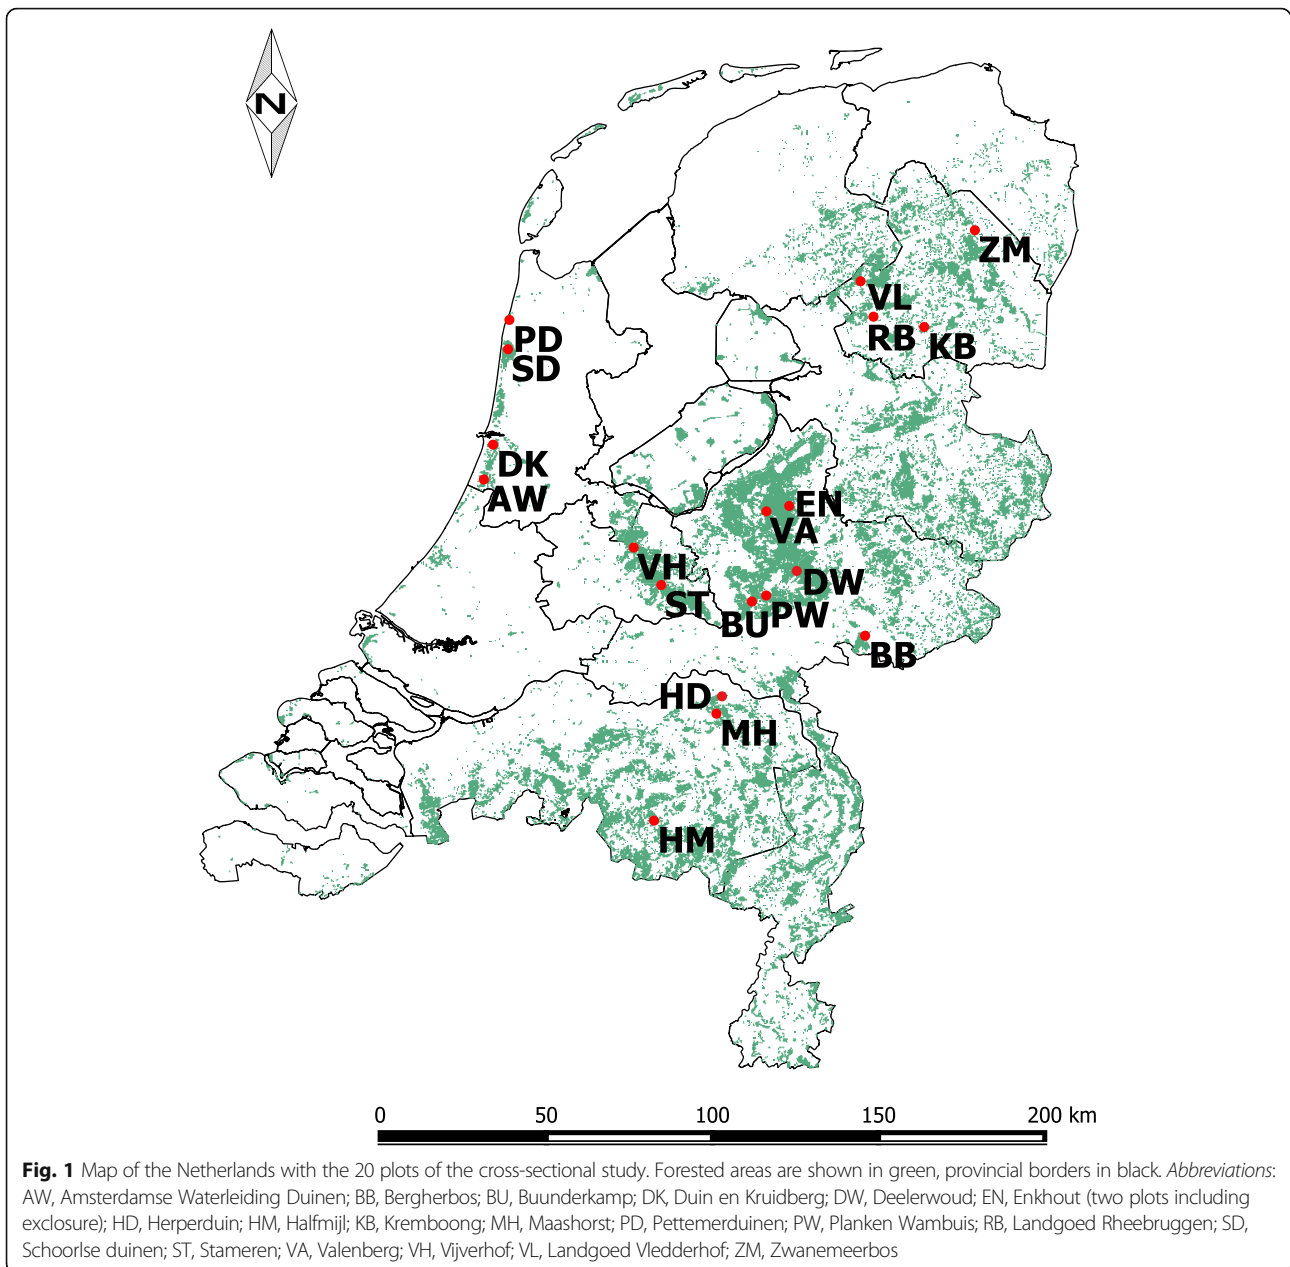 N
ZM
VL
RB
KB
PD
SD
DK
AW
EN
VA
VH
DW
ST
PW
BU
BB
HD
MH
HM
0 50 100 150 200 km
Fig. 1 Map of the Netherlands with the 20 plots of the cross-sectional study. Forested areas are shown in green, provincial borders in black. Abbreviations:
AW, Amsterdamse Waterleiding Duinen; BB, Bergherbos; BU, Buunderkamp; DK, Duin en Kruidberg; DW, Deelerwoud; EN, Enkhout (two plots including
exclosure); HD, Herperduin; HM, Halfmijl; KB, Kremboong; MH, Maashorst; PD, Pettemerduinen; PW, Planken Wambuis; RB, Landgoed Rheebruggen; SD,
Schoorlse duinen; ST, Stameren; VA, Valenberg; VH, Vijverhof; VL, Landgoed Vledderhof; ZM, Zwanemeerbos